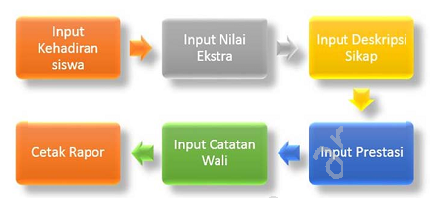 Input
Kehadiran
siswa
Input Nilai
Ekstra
Input Deskripsi
Sikap
Input Prestasi
Input Catatan
Wali
Cetak Rapor